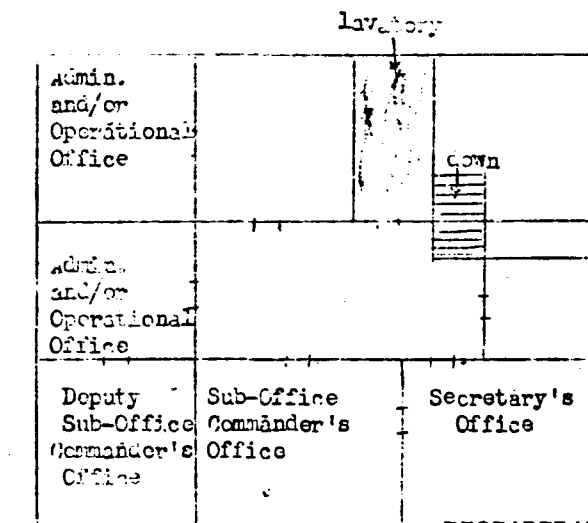 lavatory
Admin.
and/or
Operational
Office
down
Admin.
and/or
Operational
Office
Deputy
Sub-Office
Commander's
Office
Sub-Office
Commander's
Office
Secretary's
Office